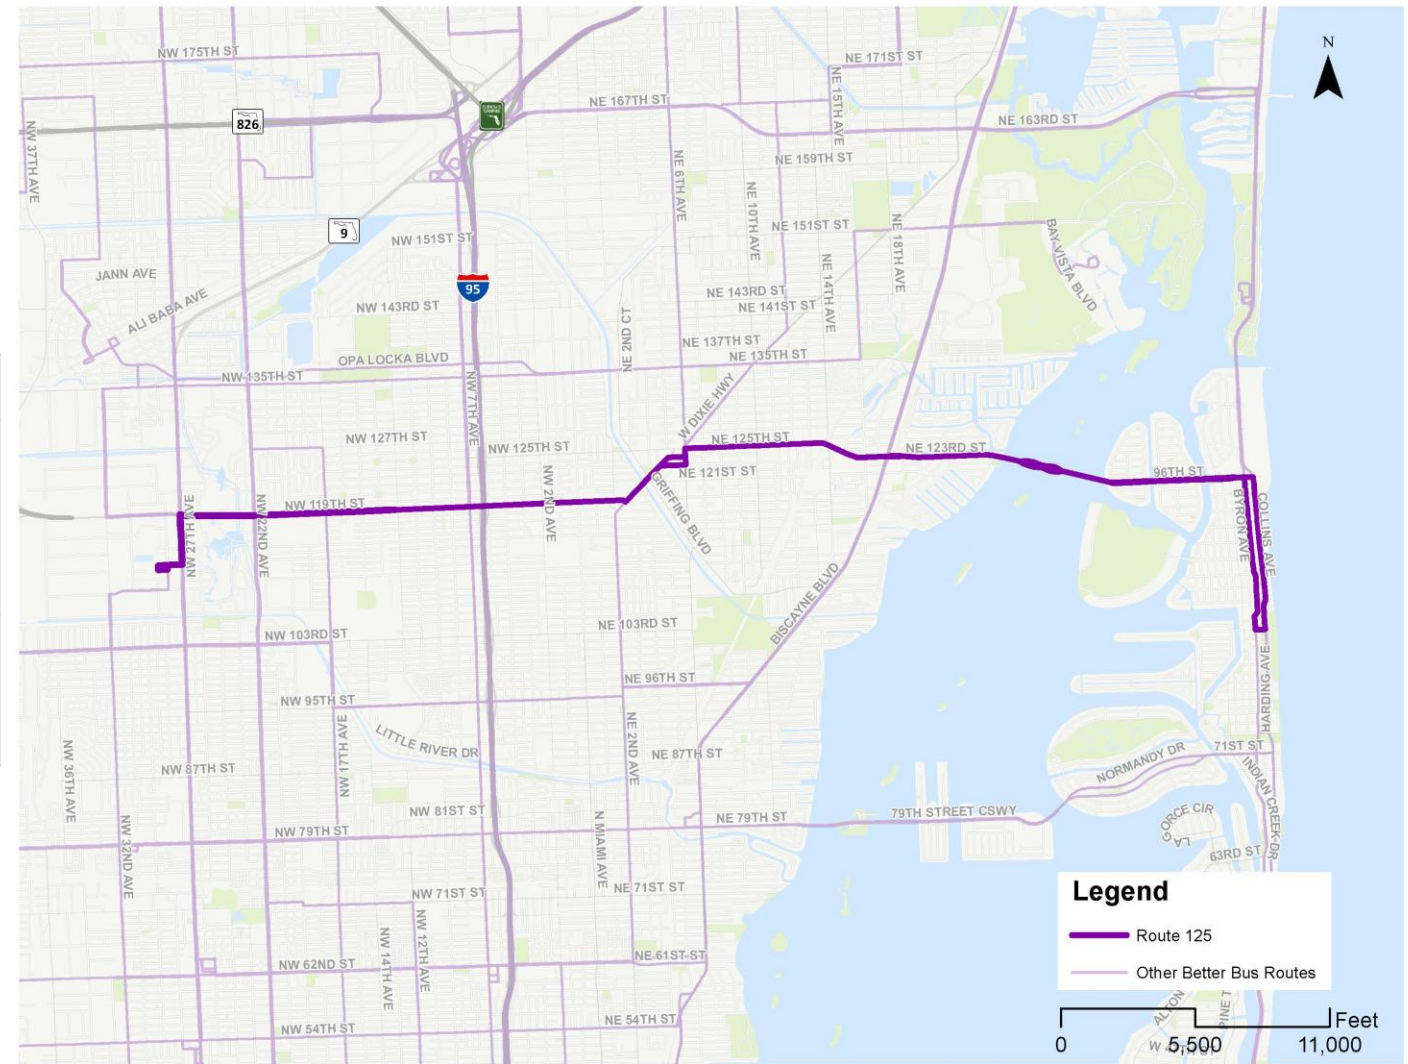 N
NW 175TH ST
NE 171ST ST
NE 15TH AVE
NE 167TH ST
826
NE 163RD ST
NW 37TH AVE
NE 159TH ST
NE 6TH AVE
NE 10TH AVE
9
NW 151ST ST
NE 151ST ST
NE 18TH AVE
BAY VISTA BLVD
JANN AVE
ALI BABA AVE
95
NE 143RD ST
NE 14TH AVE
NW 143RD ST
NE 141ST ST
NE 2ND CT
NE 137TH ST
OPA LOCKA BLVD
NE 135TH ST
NW 135TH ST
NW 7TH AVE
W DIXIE HWY
NW 127TH ST
NW 125TH ST
NE 125TH ST
NE 123RD ST
NE 121ST ST
96TH ST
NW 119TH ST
NW 2ND AVE
GRIFFING BLVD
NW 27TH AVE
NW 22ND AVE
BYRON AVE
COLLINS AVE
BISCAYNE BLVD
NE 103RD ST
NW 103RD ST
NE 96TH ST
NW 95TH ST
HARDING AVE
NW 17TH AVE
LITTLE RIVER DR
NE 2ND AVE
NE 87TH ST
NW 36TH AVE
NW 87TH ST
NORMANDY DR
71ST ST
INDIAN CREEK DR
NW 81ST ST
NE 79TH ST
79TH STREET CSWY
NW 79TH ST
N MIAMI AVE
LA GORCE CIR
63RD ST
NW 32ND AVE
NW 71ST ST
NE 71ST ST
NW 14TH AVE
NW 12TH AVE
NW 62ND ST
NE 61ST ST
NW 54TH ST
NE 54TH ST
Legend
Route 125
Other Better Bus Routes
ALTON
PINE T
Feet
0 5,500 11,000